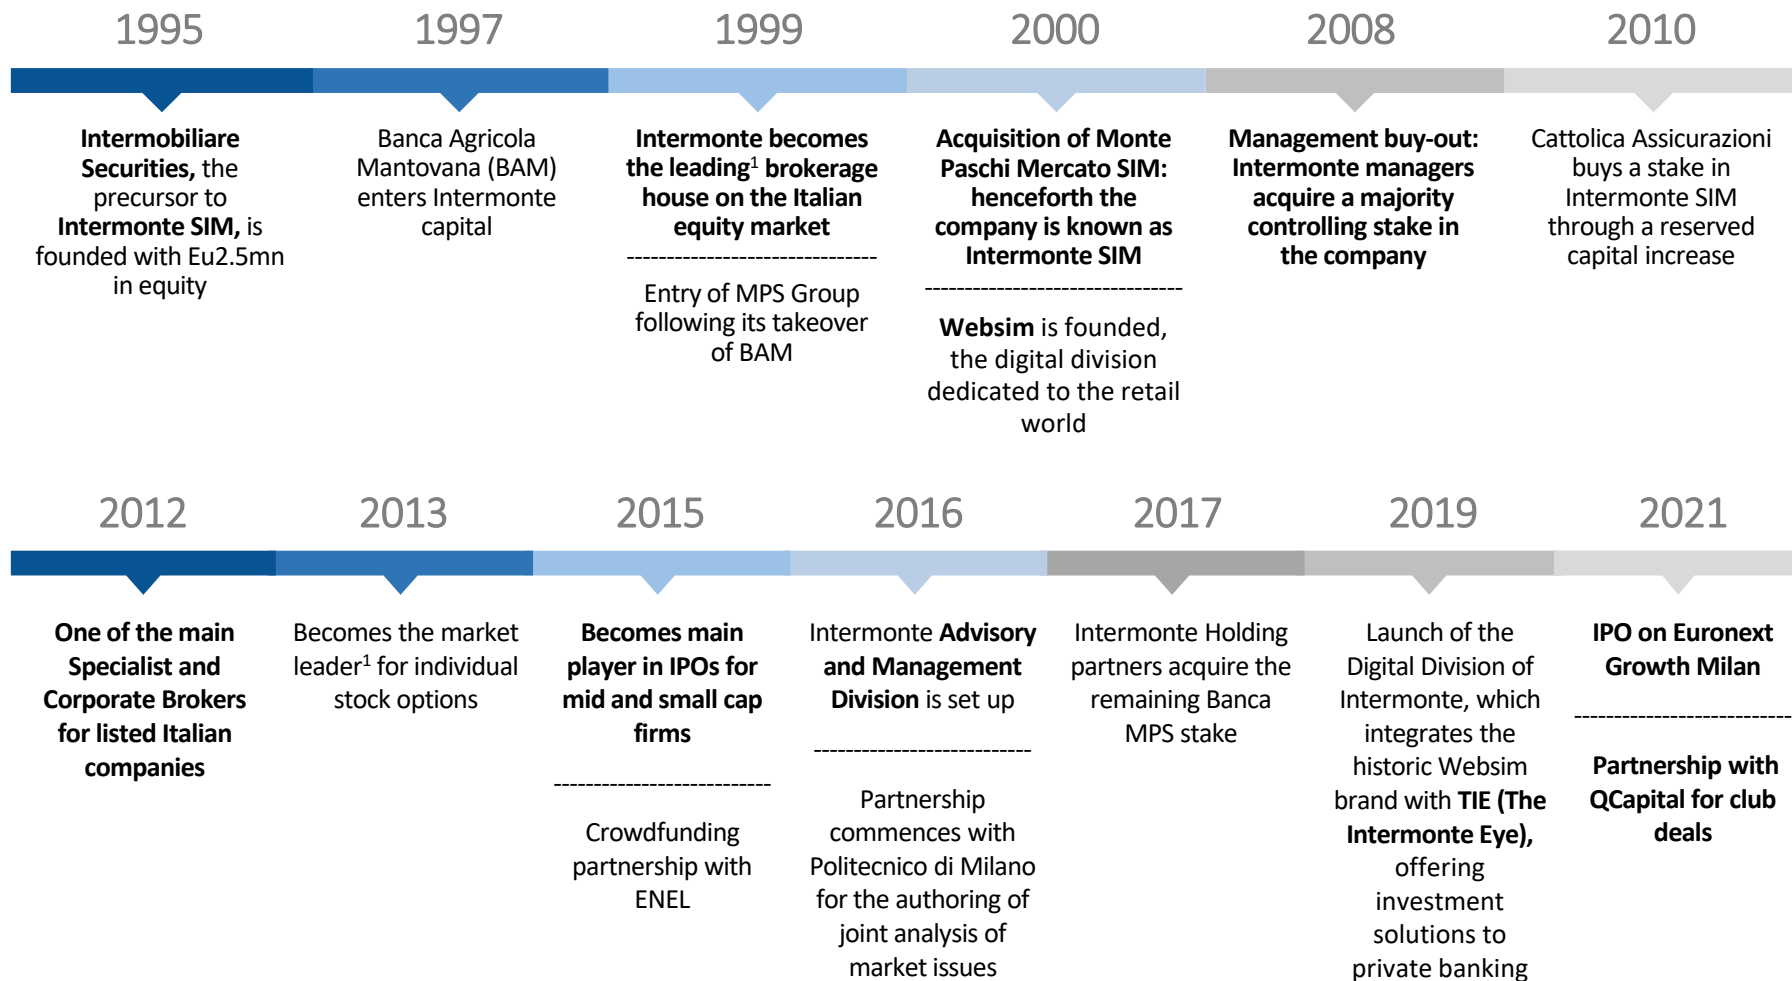 1995
Intermobiliare
Securities, the
precursor to
Intermonte SIM, is
founded with Eu2.5mn
in equity
1997
Banca Agricola
Mantovana (BAM)
enters Intermonte
capital
1999
Intermonte becomes
the leading¹ brokerage
house on the Italian
equity market
-------------------------------
Entry of MPS Group
following its takeover
of BAM
2000
Acquisition of Monte
Paschi Mercato SIM:
henceforth the
company is known as
Intermonte SIM
--------------------------------
Websim is founded,
the digital division
dedicated to the retail
world
2008
Management buy-out:
Intermonte managers
acquire a majority
controlling stake in
the company
2010
Cattolica Assicurazioni
buys a stake in
Intermonte SIM
through a reserved
capital increase
2012
One of the main
Specialist and
Corporate Brokers
for listed Italian
companies
2013
Becomes the market
leader¹ for individual
stock options
2015
Becomes main
player in IPOs for
mid and small cap
firms
---------------------------
Crowdfunding
partnership with
ENEL
2016
Intermonte Advisory
and Management
Division is set up
---------------------------
Partnership
commences with
Politecnico di Milano
for the authoring of
joint analysis of
market issues
2017
Intermonte Holding
partners acquire the
remaining Banca
MPS stake
2019
Launch of the
Digital Division of
Intermonte, which
integrates the
historic Websim
brand with TIE (The
Intermonte Eye),
offering
investment
solutions to
private banking
2021
IPO on Euronext
Growth Milan
---------------------------
Partnership with
QCapital for club
deals